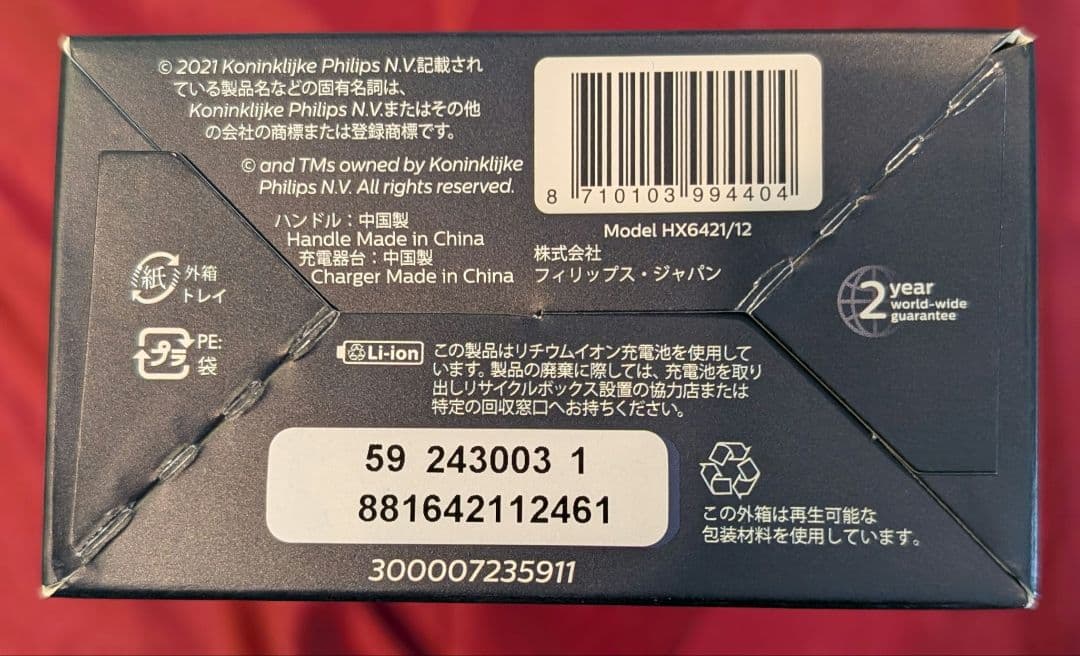 © 2021 Koninklijke Philips N.V.記載され
ている製品名などの固有名詞は、
Koninklijke Philips N.V.またはその他
の会社の商標または登録商標です。
© and TMs owned by Koninklijke
Philips N.V. All rights reserved.
ハンドル：中国製
Handle Made in China
充電器台：中国製
Charger Made in China
8 710103 994404
Model HX6421/12
株式会社
フィリップス・ジャパン
紙 外箱
トレイ
プラ PE:
袋
2 year
world-wide
guarantee
Li-ion
この製品はリチウムイオン充電池を使用して
います。製品の廃棄に際しては、充電池を取り
出しリサイクルボックス設置の協力店または
特定の回収窓口へお持ちください。
59 243003 1
881642112461
300007235911
この外箱は再生可能な
包装材料を使用しています。